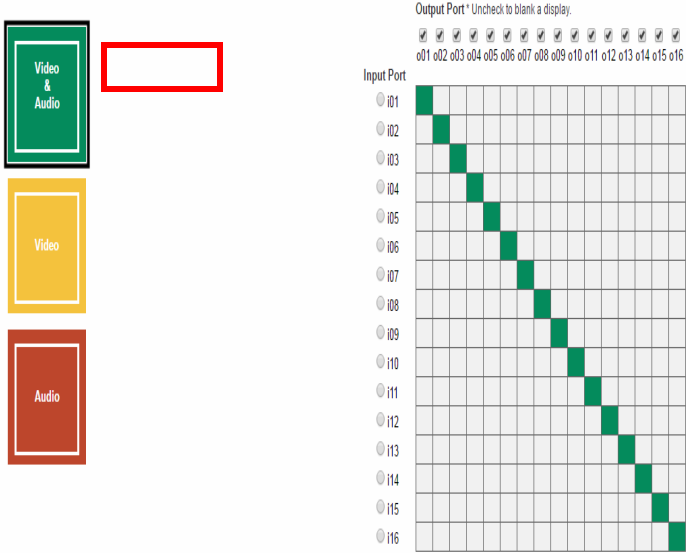 Video
&
Audio
Video
Audio
Output Port * Uncheck to blank a display.
o01 o02 o03 o04 o05 o06 o07 o08 o09 o10 o11 o12 o13 o14 o15 o16
Input Port
i01
i02
i03
i04
i05
i06
i07
i08
i09
i10
i11
i12
i13
i14
i15
i16